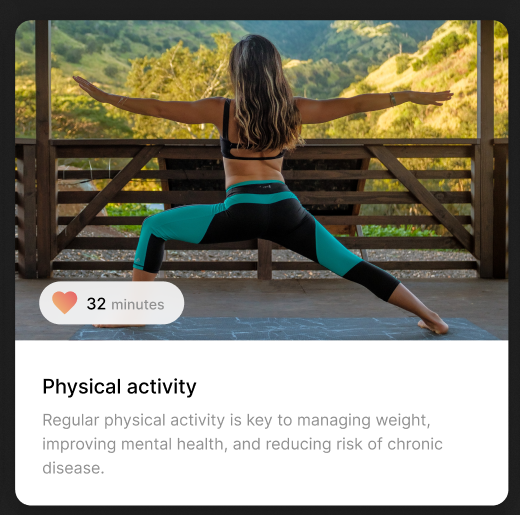 32 minutes
Physical activity
Regular physical activity is key to managing weight,
improving mental health, and reducing risk of chronic
disease.